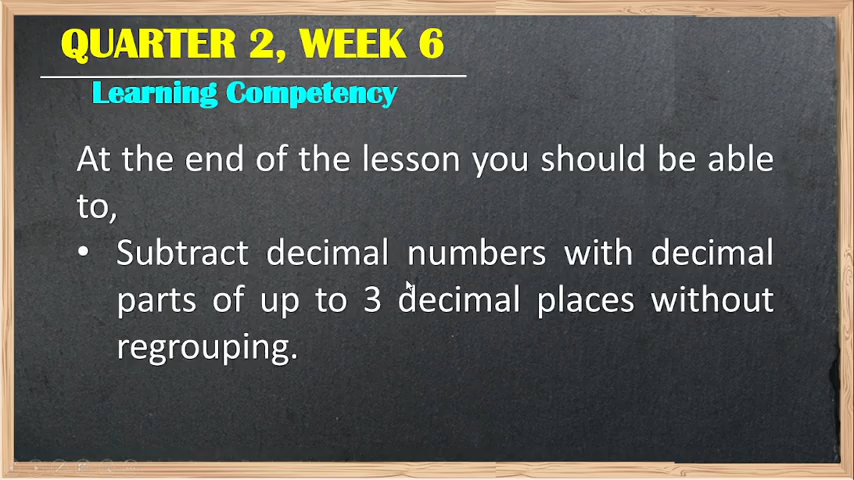 QUARTER 2, WEEK 6
Learning Competency
At the end of the lesson you should be able
to,
• Subtract decimal numbers with decimal
parts of up to 3 decimal places without
regrouping.